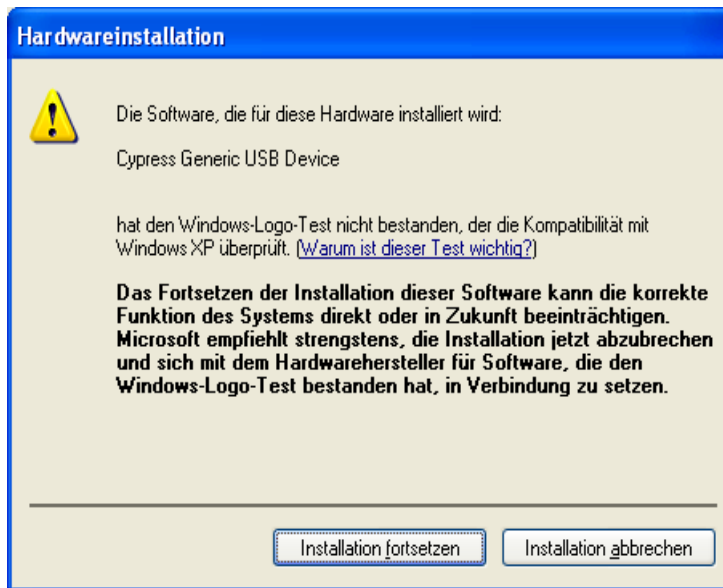 Hardwareinstallation
Die Software, die für diese Hardware installiert wird:
Cypress Generic USB Device
hat den Windows-Logo-Test nicht bestanden, der die Kompatibilität mit
Windows XP überprüft. (Warum ist dieser Test wichtig?)
Das Fortsetzen der Installation dieser Software kann die korrekte
Funktion des Systems direkt oder in Zukunft beeinträchtigen.
Microsoft empfiehlt strengstens, die Installation jetzt abzubrechen
und sich mit dem Hardwarehersteller für Software, die den
Windows-Logo-Test bestanden hat, in Verbindung zu setzen.
Installation fortsetzen Installation abbrechen